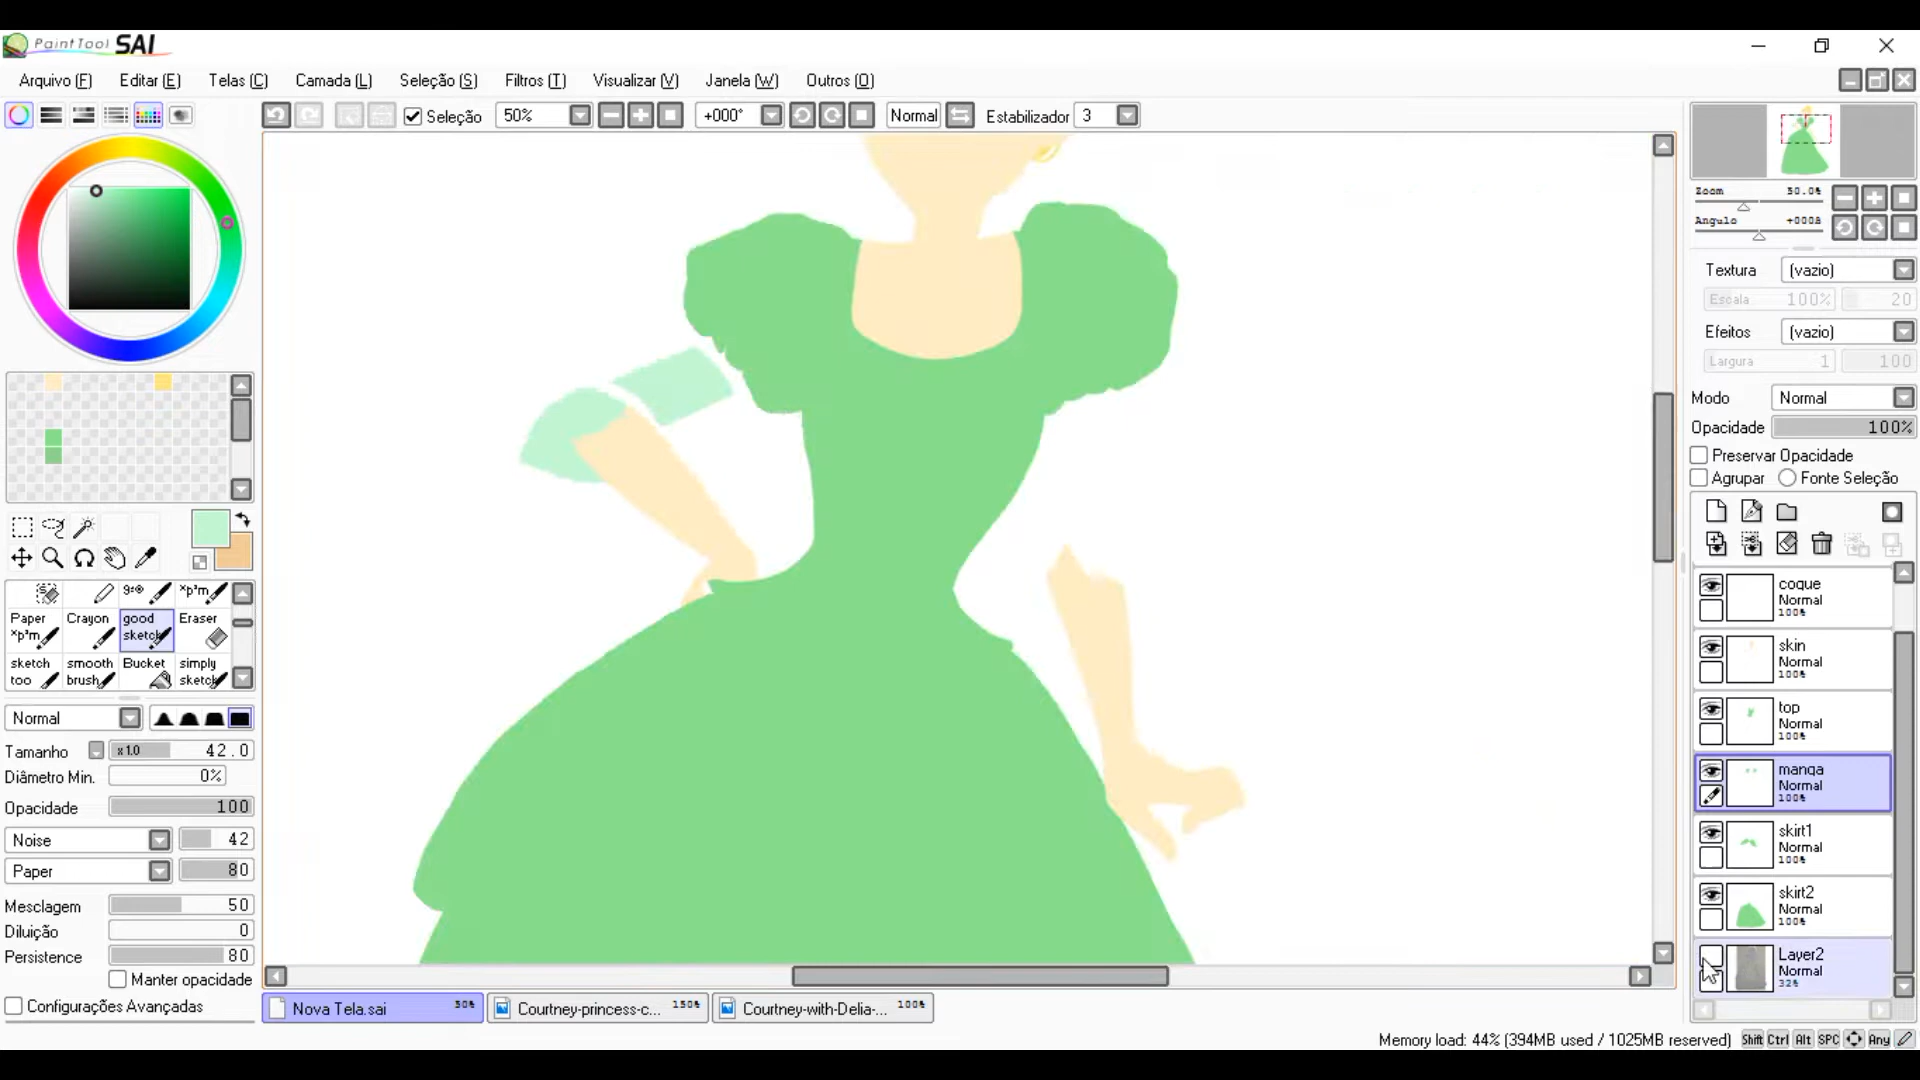 PaintTool SAI
Arquivo (F) Editar (E) Telas (C) Camada (L) Seleção (S) Filtros (T) Visualizar (V) Janela (W) Outros (O)
Seleção 50% +000° Normal Estabilizador 3
Zoom 50.0%
Angulo +000Â
Textura (vazio)
Escala 100% 20
Efeitos (vazio)
Largura 1 100
Modo Normal
Opacidade 100%
Preservar Opacidade
Agrupar Fonte Seleção
coque
Normal
100%
skin
Normal
100%
top
Normal
100%
manga
Normal
100%
skirt1
Normal
100%
skirt2
Normal
100%
Layer2
Normal
32%
Paper Crayon good sketch Eraser
sketch too smooth brush Bucket simply sketch
Normal
Tamanho x 1.0 42.0
Diâmetro Min. 0%
Opacidade 100
Noise 42
Paper 80
Mesclagem 50
Diluição 0
Persistence 80
Manter opacidade
Configurações Avançadas
Nova Tela.sai 50% Courtney-princess-c... 150% Courtney-with-Delia-... 100%
Memory load: 44% (394MB used / 1025MB reserved) Shift Ctrl Alt SPC Any